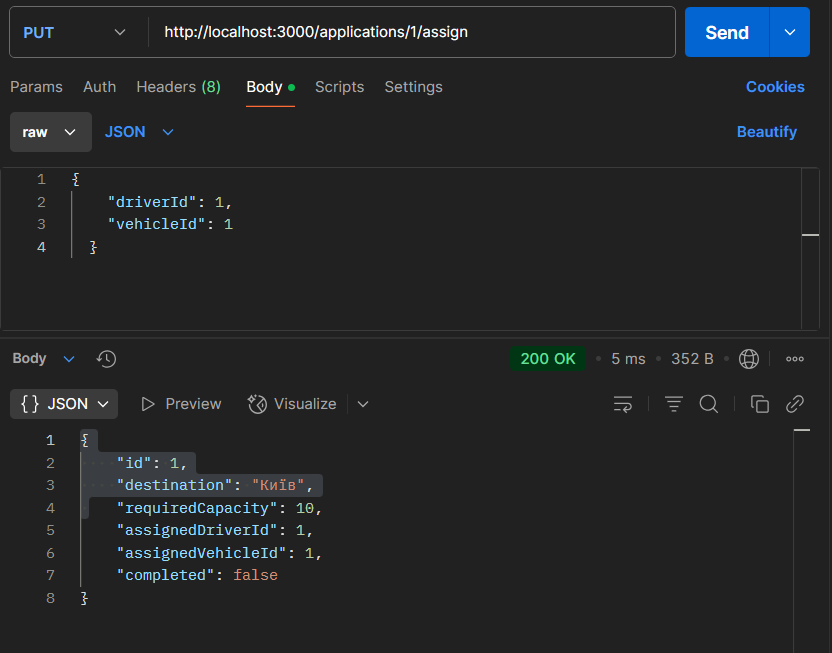 PUT http://localhost:3000/applications/1/assign Send
Params Auth Headers (8) Body Scripts Settings Cookies
raw JSON Beautify
1 {
2 "driverId": 1,
3 "vehicleId": 1
4 }
Body 200 OK • 5 ms • 352 B •
{} JSON Preview Visualize
1 {
2 "id": 1,
3 "destination": "Київ",
4 "requiredCapacity": 10,
5 "assignedDriverId": 1,
6 "assignedVehicleId": 1,
7 "completed": false
8 }